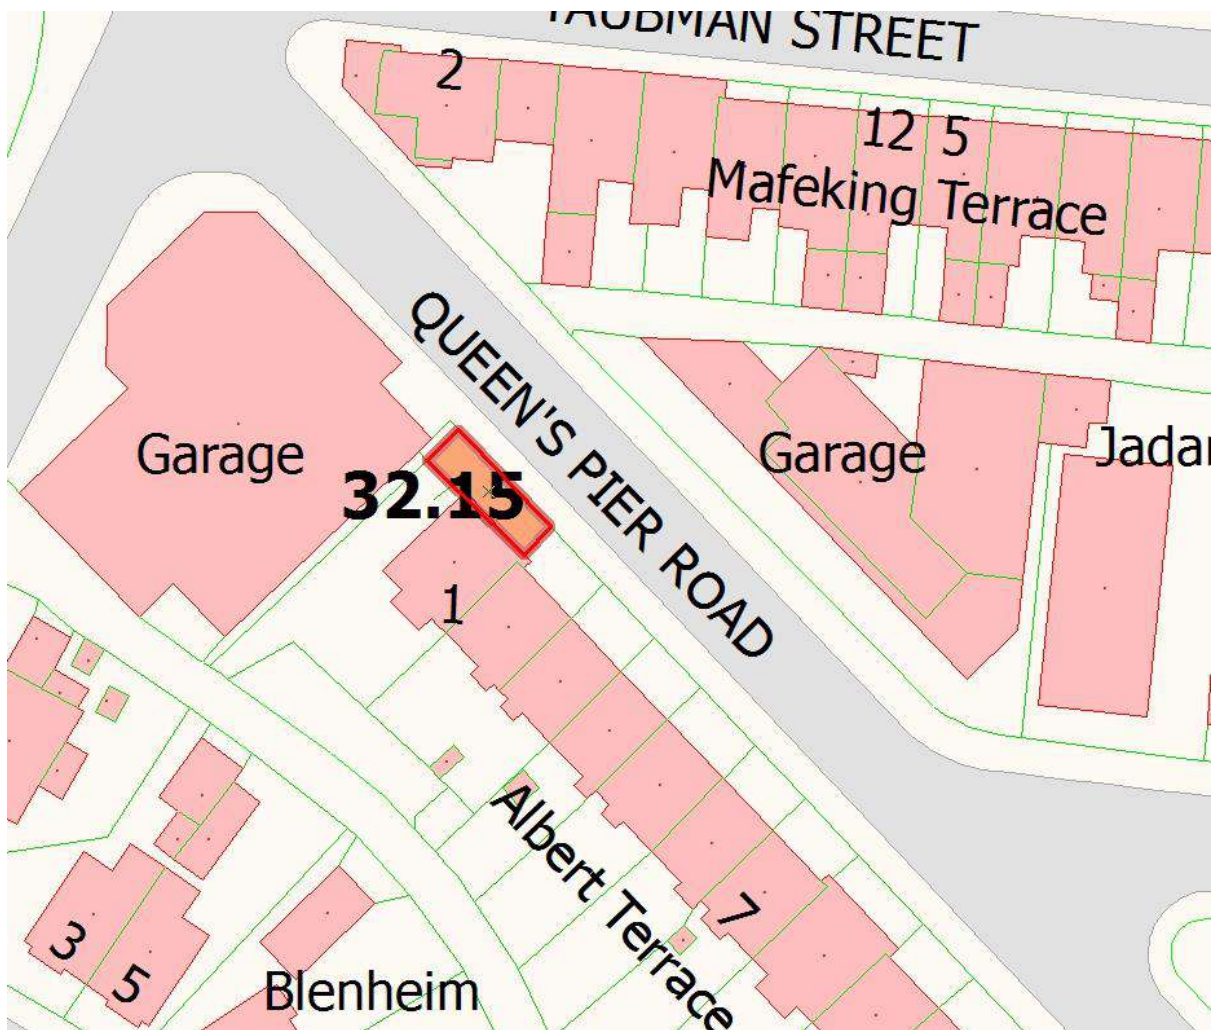 TAUBMAN STREET
2
12 5
Mafeking Terrace
QUEEN'S PIER ROAD
Garage
Garage
Jadar
32.15
1
Albert Terrace
7
3
5
Blenheim